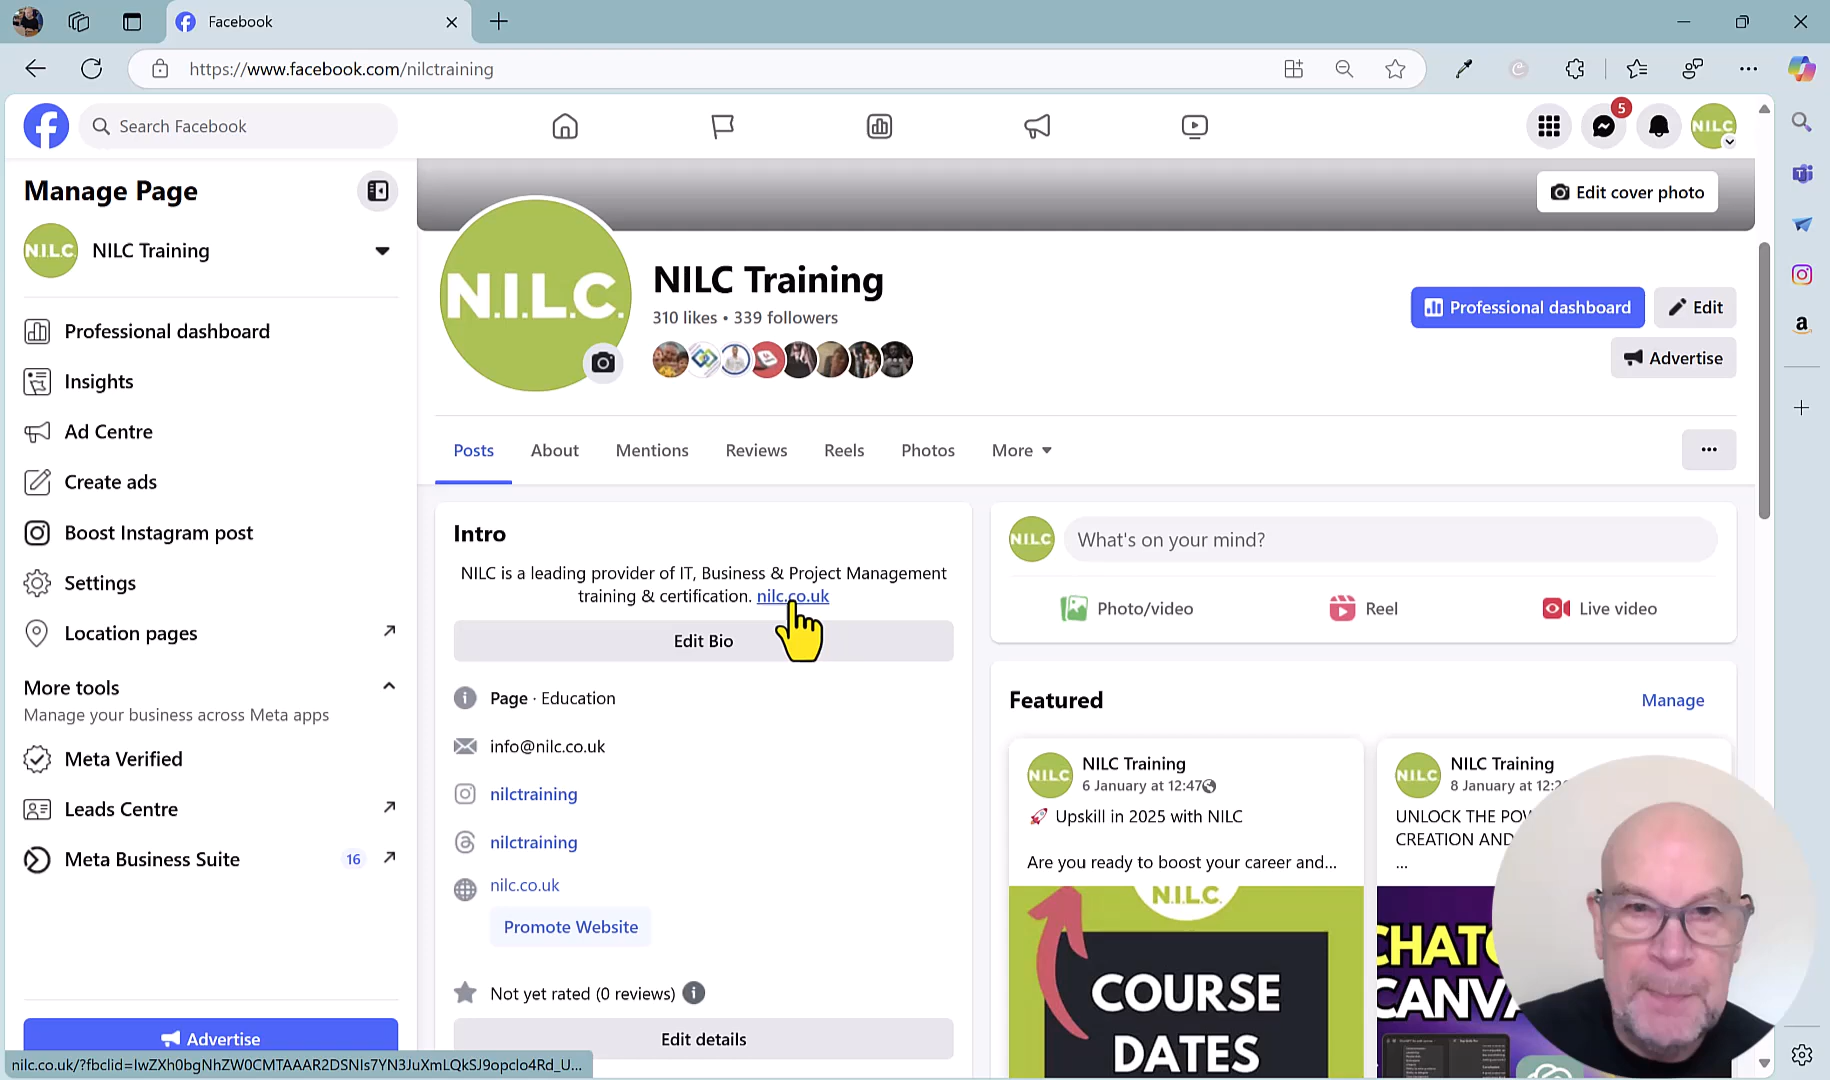 Facebook
https://www.facebook.com/nilctraining
Search Facebook
5
NILC
Manage Page
N.I.L.C.
NILC Training
Professional dashboard
Insights
Ad Centre
Create ads
Boost Instagram post
Settings
Location pages
More tools
Manage your business across Meta apps
Meta Verified
Leads Centre
Meta Business Suite
16
Advertise
nilc.co.uk/?fbclid=IwZXh0bgNhZW0CMTAAAR2DSNIs7YN3JuXmLQkSJ9opclo4Rd_U...
Edit cover photo
N.I.L.C.
NILC Training
310 likes • 339 followers
Professional dashboard
Edit
Advertise
Posts
About
Mentions
Reviews
Reels
Photos
More
Intro
NILC is a leading provider of IT, Business & Project Management
training & certification. nilc.co.uk
Edit Bio
Page · Education
info@nilc.co.uk
nilctraining
nilctraining
nilc.co.uk
Promote Website
Not yet rated (0 reviews)
Edit details
NILC
What's on your mind?
Photo/video
Reel
Live video
Featured
Manage
NILC
NILC Training
6 January at 12:47
🚀 Upskill in 2025 with NILC
Are you ready to boost your career and...
N.I.L.C.
COURSE
DATES
NILC
NILC Training
8 January at
UNLOCK THE
CREATION AND
...
CANVA
a